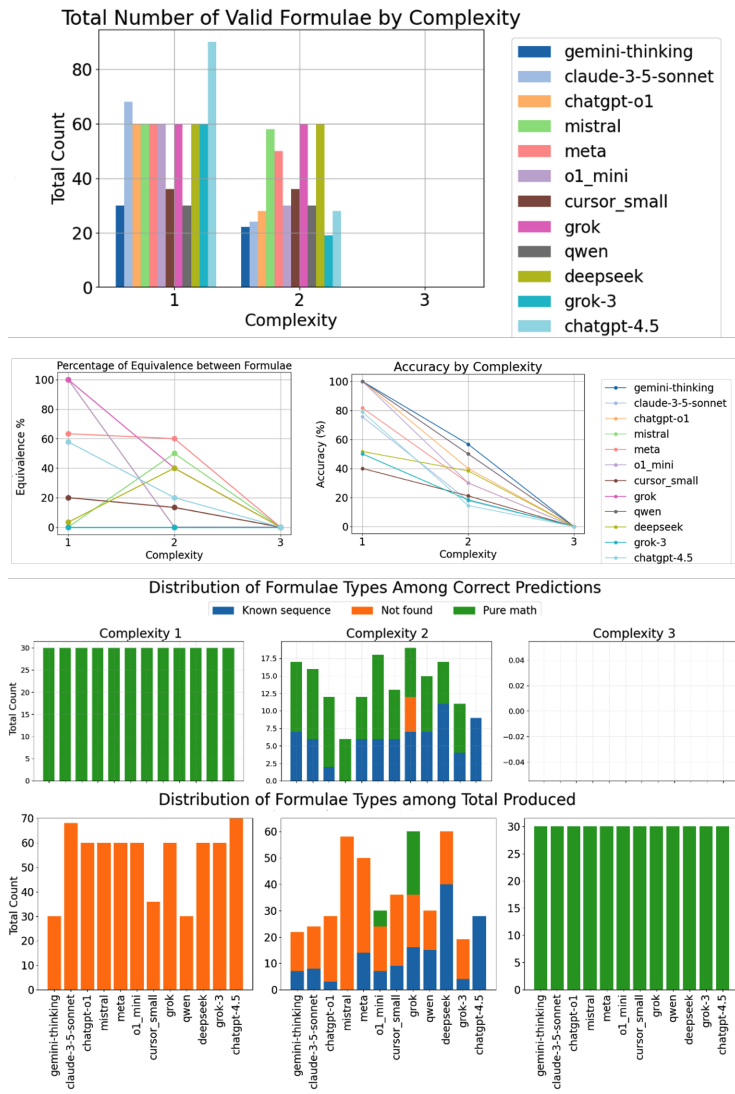 Total Number of Valid Formulae by Complexity
Total Count
80
60
40
20
0
1 2 3
Complexity
gemini-thinking
claude-3-5-sonnet
chatgpt-o1
mistral
meta
o1_mini
cursor_small
grok
qwen
deepseek
grok-3
chatgpt-4.5
Percentage of Equivalence between Formulae
Equivalence %
100
80
60
40
20
0
1 2 3
Complexity
Accuracy by Complexity
Accuracy (%)
100
80
60
40
20
0
1 2 3
Complexity
gemini-thinking
claude-3-5-sonnet
chatgpt-o1
mistral
meta
o1_mini
cursor_small
grok
qwen
deepseek
grok-3
chatgpt-4.5
Distribution of Formulae Types Among Correct Predictions
Known sequence Not found Pure math
Complexity 1
Total Count
30
25
20
15
10
5
0
Complexity 2
17.5
15.0
12.5
10.0
7.5
5.0
2.5
0.0
Complexity 3
0.04
0.02
0.00
−0.02
−0.04
Distribution of Formulae Types among Total Produced
Total Count
70
60
50
40
30
20
10
0
gemini-thinking
claude-3-5-sonnet
chatgpt-o1
mistral
meta
o1_mini
cursor_small
grok
qwen
deepseek
grok-3
chatgpt-4.5
60
50
40
30
20
10
0
gemini-thinking
claude-3-5-sonnet
chatgpt-o1
mistral
meta
o1_mini
cursor_small
grok
qwen
deepseek
grok-3
chatgpt-4.5
30
25
20
15
10
5
0
gemini-thinking
claude-3-5-sonnet
chatgpt-o1
mistral
meta
o1_mini
cursor_small
grok
qwen
deepseek
grok-3
chatgpt-4.5